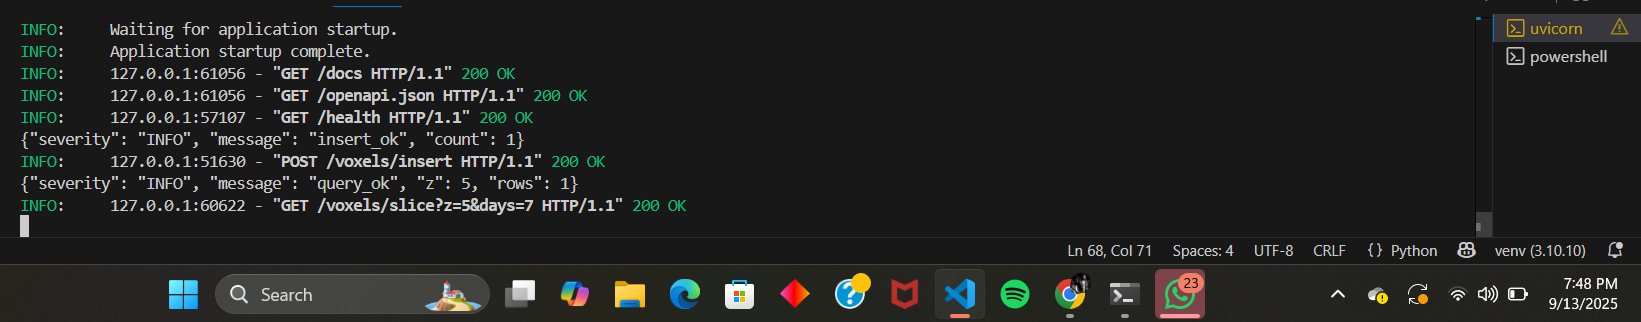 INFO:     Waiting for application startup.
INFO:     Application startup complete.
INFO:     127.0.0.1:61056 - "GET /docs HTTP/1.1" 200 OK
INFO:     127.0.0.1:61056 - "GET /openapi.json HTTP/1.1" 200 OK
INFO:     127.0.0.1:57107 - "GET /health HTTP/1.1" 200 OK
{"severity": "INFO", "message": "insert_ok", "count": 1}
INFO:     127.0.0.1:51630 - "POST /voxels/insert HTTP/1.1" 200 OK
{"severity": "INFO", "message": "query_ok", "z": 5, "rows": 1}
INFO:     127.0.0.1:60622 - "GET /voxels/slice?z=5&days=7 HTTP/1.1" 200 OK
uvicorn
powershell
Ln 68, Col 71 Spaces: 4 UTF-8 CRLF {} Python venv (3.10.10)
Search
23
7:48 PM
9/13/2025